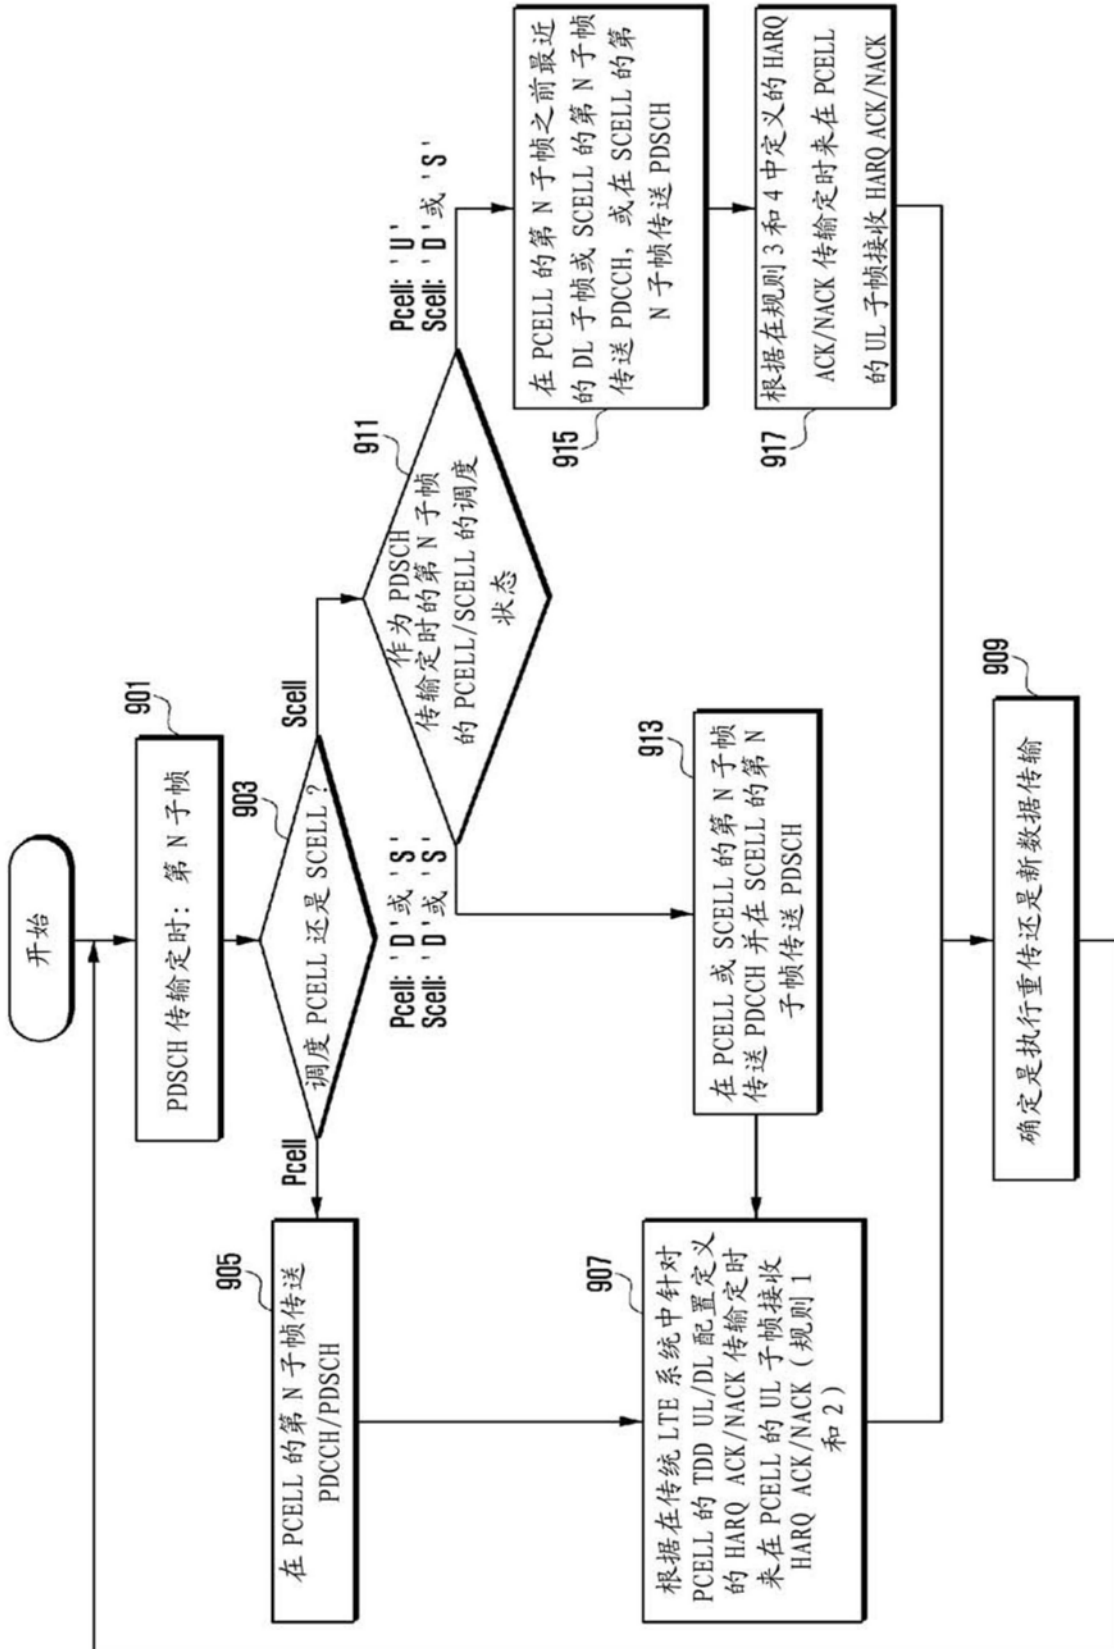 开始
901
PDSCH 传输定时: 第 N 子帧
903
调度 PCELL 还是 SCELL?
Pcell
Scell
905
在 PCELL 的第 N 子帧传送
PDCCH/PDSCH
911
作为 PDSCH
传输定时的第 N 子帧
的 PCELL/SCELL 的调度
状态
Pcell: 'D'或 'S'
Scell: 'D'或 'S'
Pcell: 'U'
Scell: 'D'或 'S'
913
在 PCELL 或 SCELL 的第 N 子帧
传送 PDCCH 并在 SCELL 的第 N
子帧传送 PDSCH
915
在 PCELL 的第 N 子帧之前最近
的 DL 子帧或 SCELL 的第 N 子帧
传送 PDCCH, 或在 SCELL 的第
N 子帧传送 PDSCH
907
根据在传统 LTE 系统中针对
PCELL 的 TDD UL/DL 配置定义
的 HARQ ACK/NACK 传输定时
来在 PCELL 的 UL 子帧接收
HARQ ACK/NACK (规则 1
和 2)
917
根据在规则 3 和 4 中定义的 HARQ
ACK/NACK 传输定时来在 PCELL
的 UL 子帧接收 HARQ ACK/NACK
909
确定是执行重传还是新数据传输